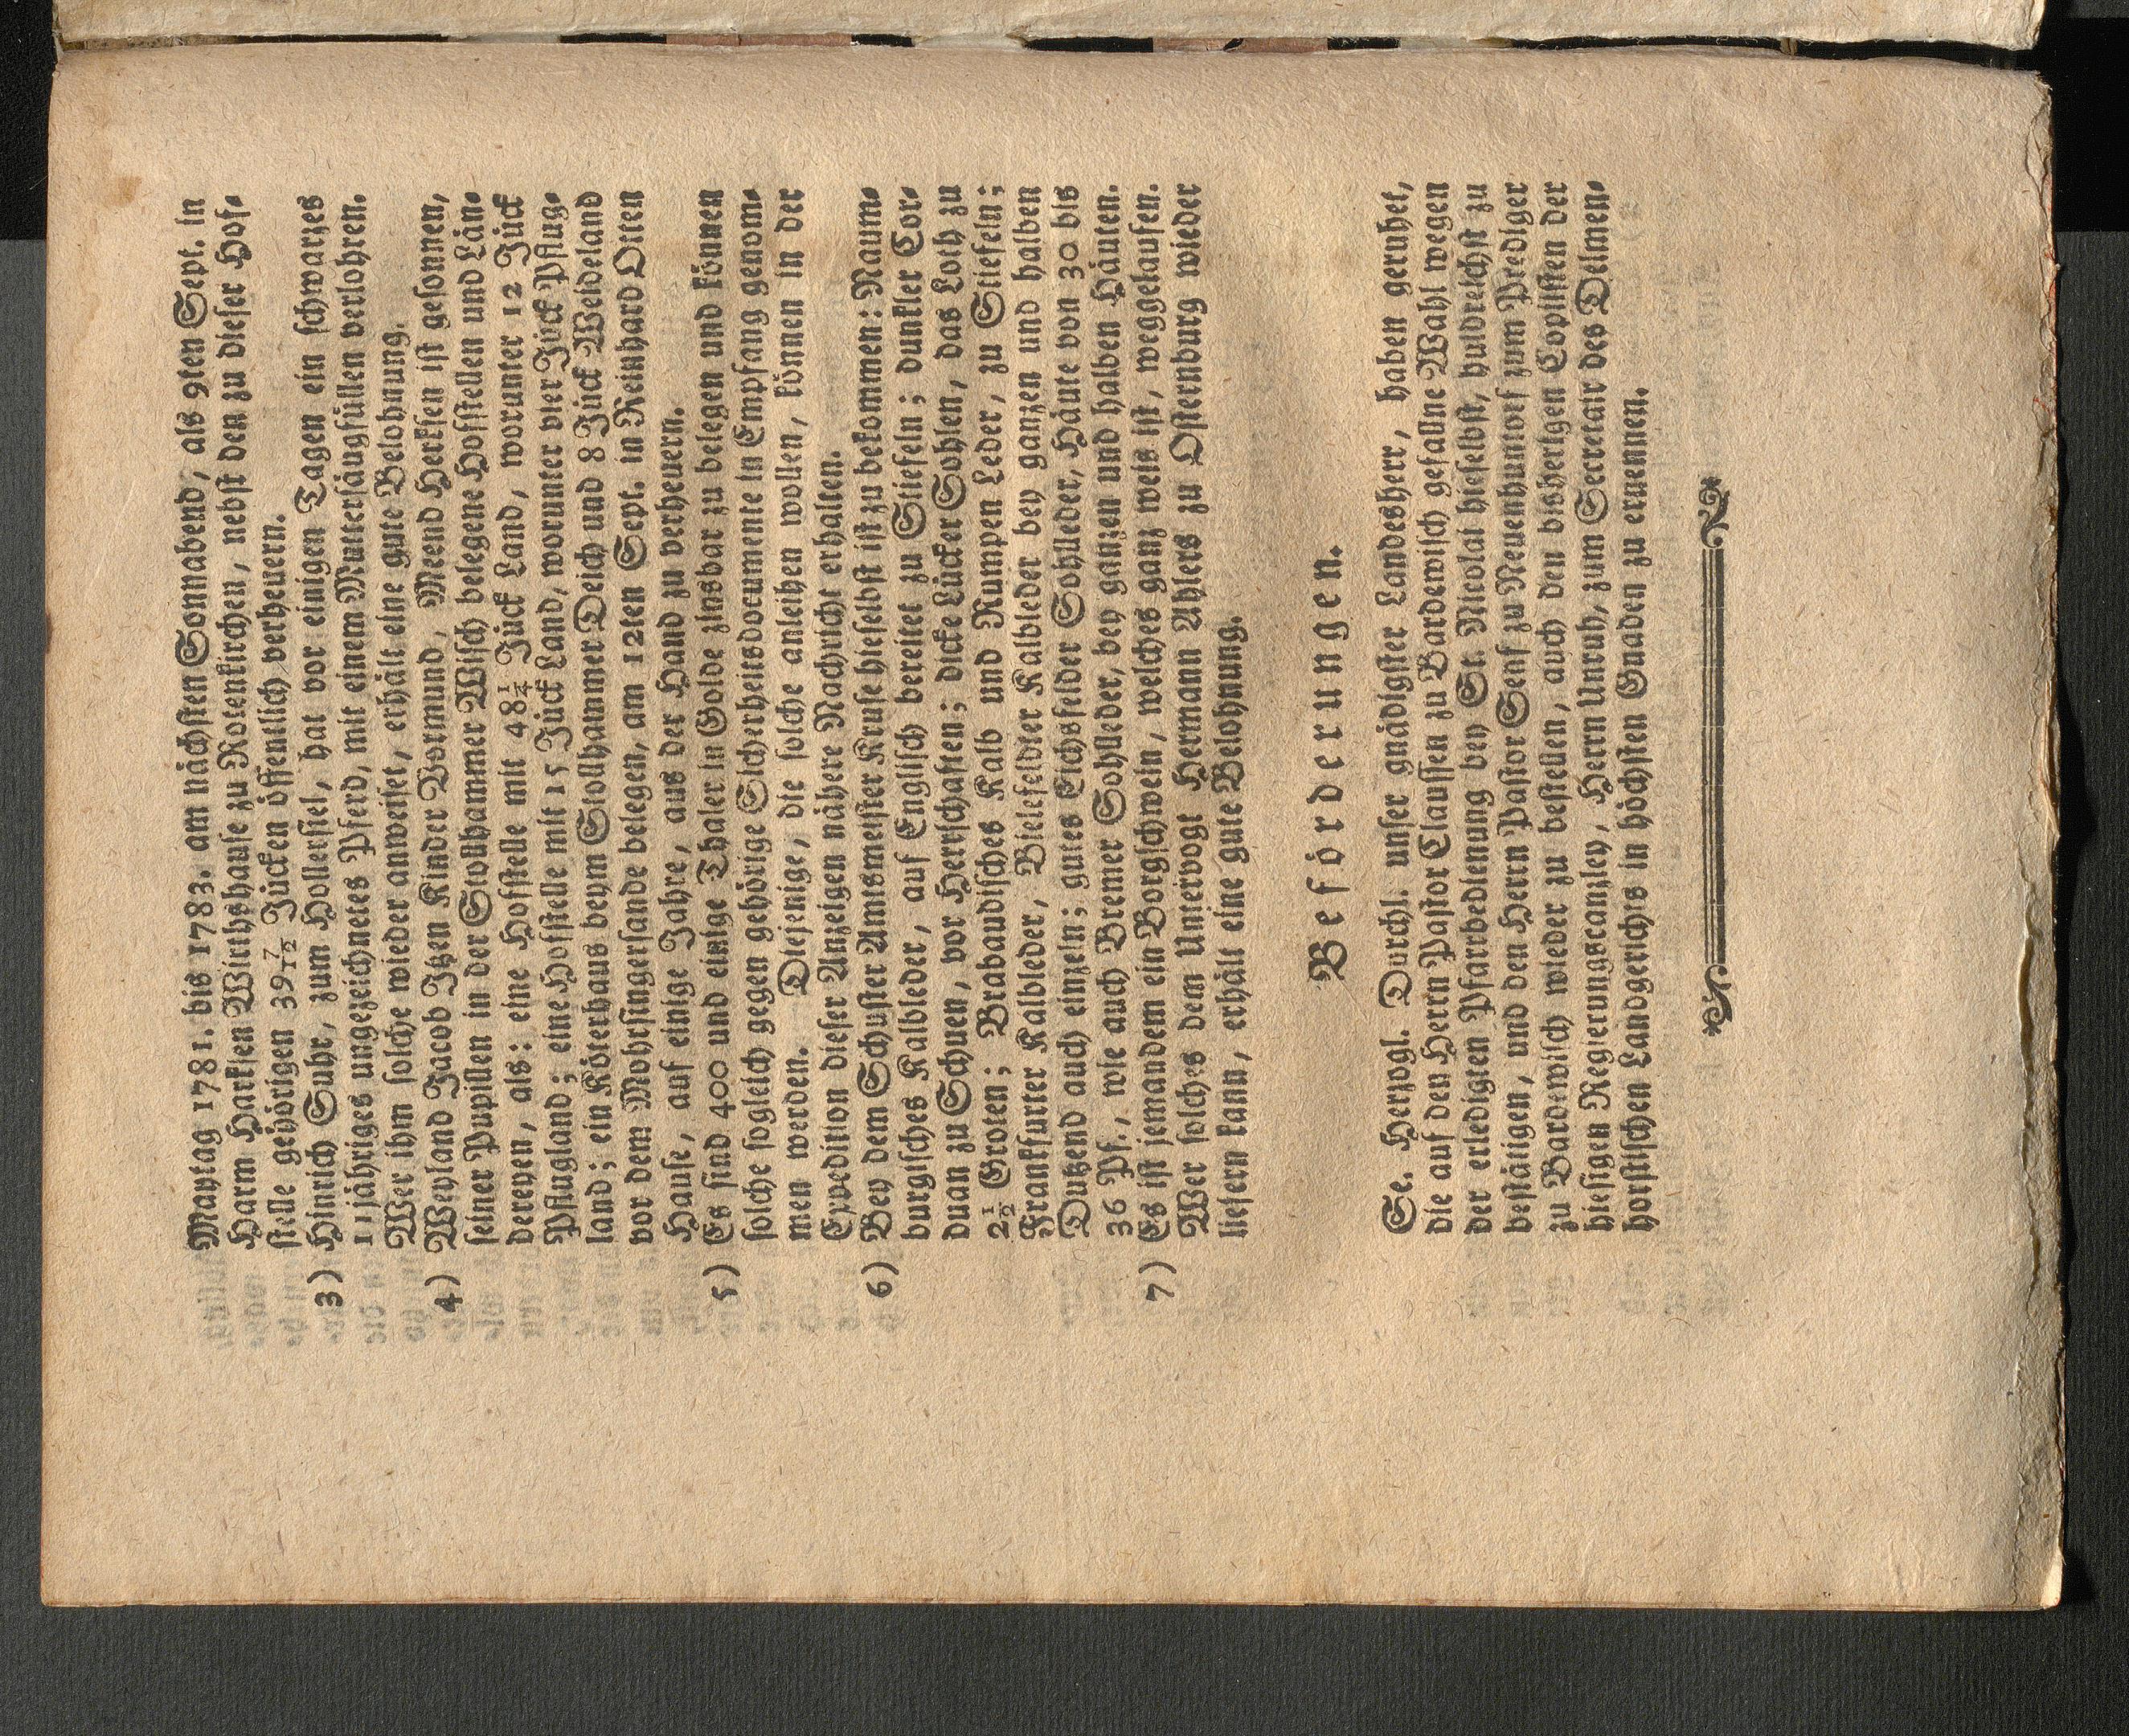 Maytag 1781. bis 1783. am nächsten Sonnabend, als 9ten Sept. in
Harm Harksen Wirthshause zu Rotenkirchen, nebst den zu dieser Hof-
stelle gehörigen 39 7/12 Jücken öffentlich verheuern.
3) Hinrich Suhr, zum Hollersiel, hat vor einigen Tagen ein schwarzes
11jähriges ungezeichnetes Pferd, mit einem Muttersäugfüllen verlohren.
Wer ihm solche wieder anweiset, erhält eine gute Belohnung.
4) Weyland Jacob Itzen Kinder Vormund, Meend Herksen ist gesonnen,
seiner Pupillen in der Stollhammer Wisch belegene Hofstellen und Län-
dereyen, als: eine Hofstelle mit 48 1/4 Jück Land, worunter 12 Jück
Pflugland; eine Hofstelle mit 15 Jück Land, worunter vier Jück Pflug-
land; ein Köterhaus beym Stollhammer Deich und 8 Jück Weideland
vor dem Mohrsingersande belegen, am 12ten Sept. in Reinhard Otten
Hause, auf einige Jahre, aus der Hand zu verheuern.
5) Es sind 400 und einige Thaler in Golde zinsbar zu belegen und können
solche sogleich gegen gehörige Sicherheitsdocumente in Empfang genom-
men werden. Diejenige, die solche anleihen wollen, können in der
Expedition dieser Anzeigen nähere Nachricht erhalten.
6) Bey dem Schuster Amtsmeister Kruse hieselbst ist zu bekommen: Naum-
burgisches Kalbleder, auf Englisch bereitet zu Stiefeln; dunkler Cor-
duan zu Schuen, vor Herrschaften; dicke Lücker Sohlen, das Loth zu
2 1/2 Groten; Brabaudisches Kalb und Rumpen Leder, zu Stiefeln;
Frankfurter Kalbleder, Bielefeldter Kalbleder bey ganzen und halben
Dutzend auch einzeln; gutes Eichsfelder Sohlleder, Häute von 30 bis
36 Pf., wie auch Bremer Sohlleder, bey ganzen und halben Häuten.
7) Es ist jemandem ein Borgschwein, welches ganz weis ist, weggelaufen.
Wer solches dem Untervogt Hermann Ahlers zu Osternburg wieder
liefern kann, erhält eine gute Belohnung.
Beförderungen.
Se. Herzogl. Durchl. unser gnädigster Landesherr, haben geruhet,
die auf den Herrn Pastor Claussen zu Bardewisch gefallne Wahl wegen
der erledigten Pfarrbedienung bey St. Nicolai hieselbst, huldreichst zu
bestätigen, und den Herrn Pastor Senf zu Neuenhuntorf zum Prediger
zu Bardewisch wieder zu bestellen, auch den bisherigen Copiisten der
hiesigen Regierungscanzley, Herrn Unruh, zum Secretair des Delmen-
horstischen Landgerichts in höchsten Gnaden zu ernennen.